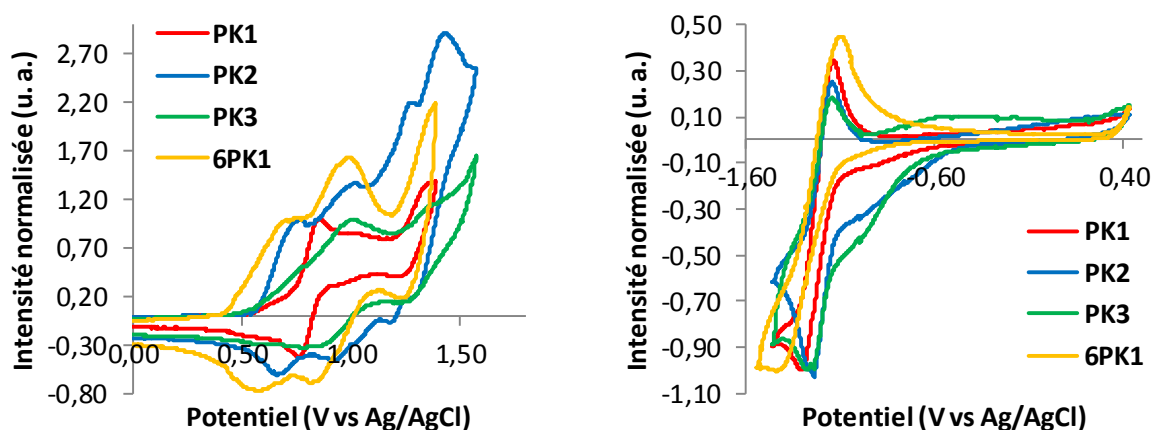 PK1
PK2
PK3
6PK1
Intensité normalisée (u. a.)
2,70
2,20
1,70
1,20
0,70
0,20
-0,30
-0,80
0,00
0,50
1,00
1,50
Potentiel (V vs Ag/AgCl)
Intensité normalisée (u. a.)
0,50
0,30
0,10
-0,10
-0,30
-0,50
-0,70
-0,90
-1,10
-1,60
-0,60
0,40
PK1
PK2
PK3
6PK1
Potentiel (V vs Ag/AgCl)